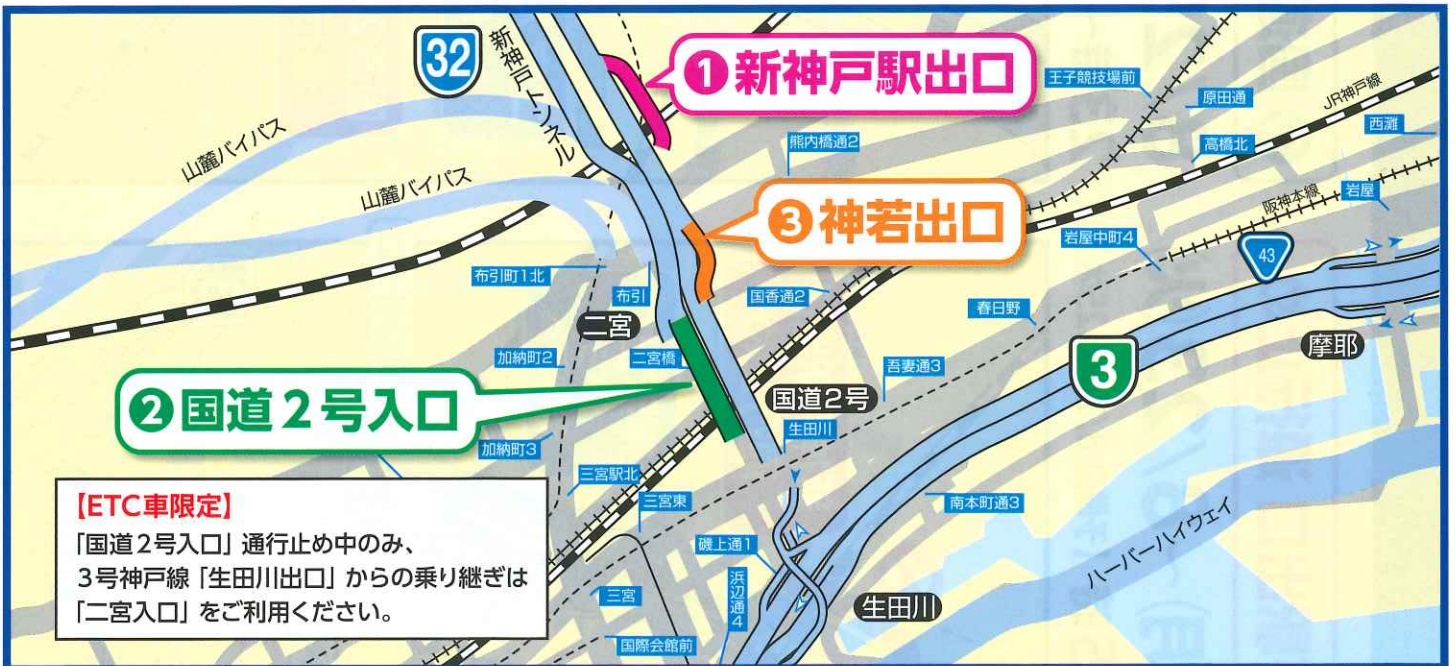 32
新神戸トンネル
❶新神戸駅出口
王子競技場前
原田通
JR神戸線
西灘
高橋北
熊内橋通2
山麓バイパス
山麓バイパス
❸神若出口
岩屋
阪神本線
岩屋中町4
43
布引町1北
布引
国香通2
春日野
二宮
加納町2
二宮橋
吾妻通3
3
摩耶
❷国道2号入口
国道2号
生田川
加納町3
三宮駅北
三宮東
南本町通3
磯上通1
浜辺通4
ハーバーハイウェイ
三宮
生田川
国際会館前
【ETC車限定】
「国道2号入口」通行止め中のみ、
3号神戸線「生田川出口」からの乗り継ぎは
「二宮入口」をご利用ください。